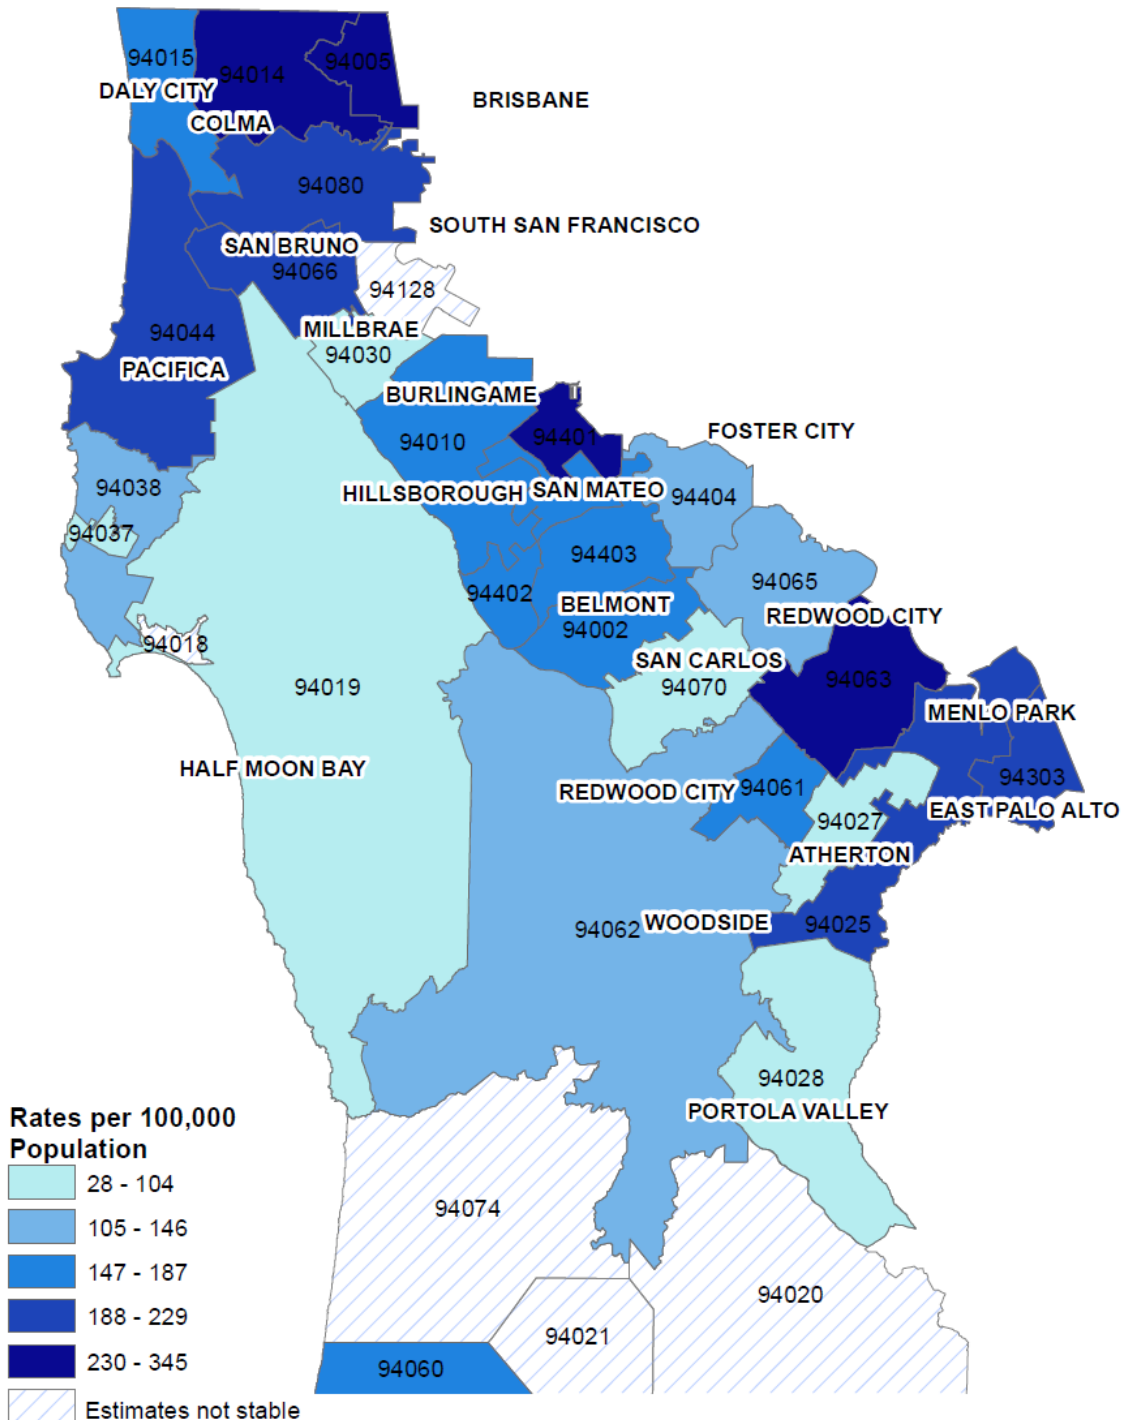 94015
94014
94005
DALY CITY
BRISBANE
COLMA
94080
SOUTH SAN FRANCISCO
SAN BRUNO
94066
94128
94044
MILLBRAE
94030
PACIFICA
BURLINGAME
94010
94401
FOSTER CITY
94038
HILLSBOROUGH
SAN MATEO
94404
94037
94403
94065
94402
BELMONT
94002
REDWOOD CITY
94018
SAN CARLOS
94019
94070
94063
MENLO PARK
HALF MOON BAY
REDWOOD CITY
94061
94303
EAST PALO ALTO
94027
ATHERTON
94062
WOODSIDE
94025
94028
PORTOLA VALLEY
Rates per 100,000
Population
28 - 104
105 - 146
147 - 187
188 - 229
230 - 345
Estimates not stable
94074
94020
94021
94060